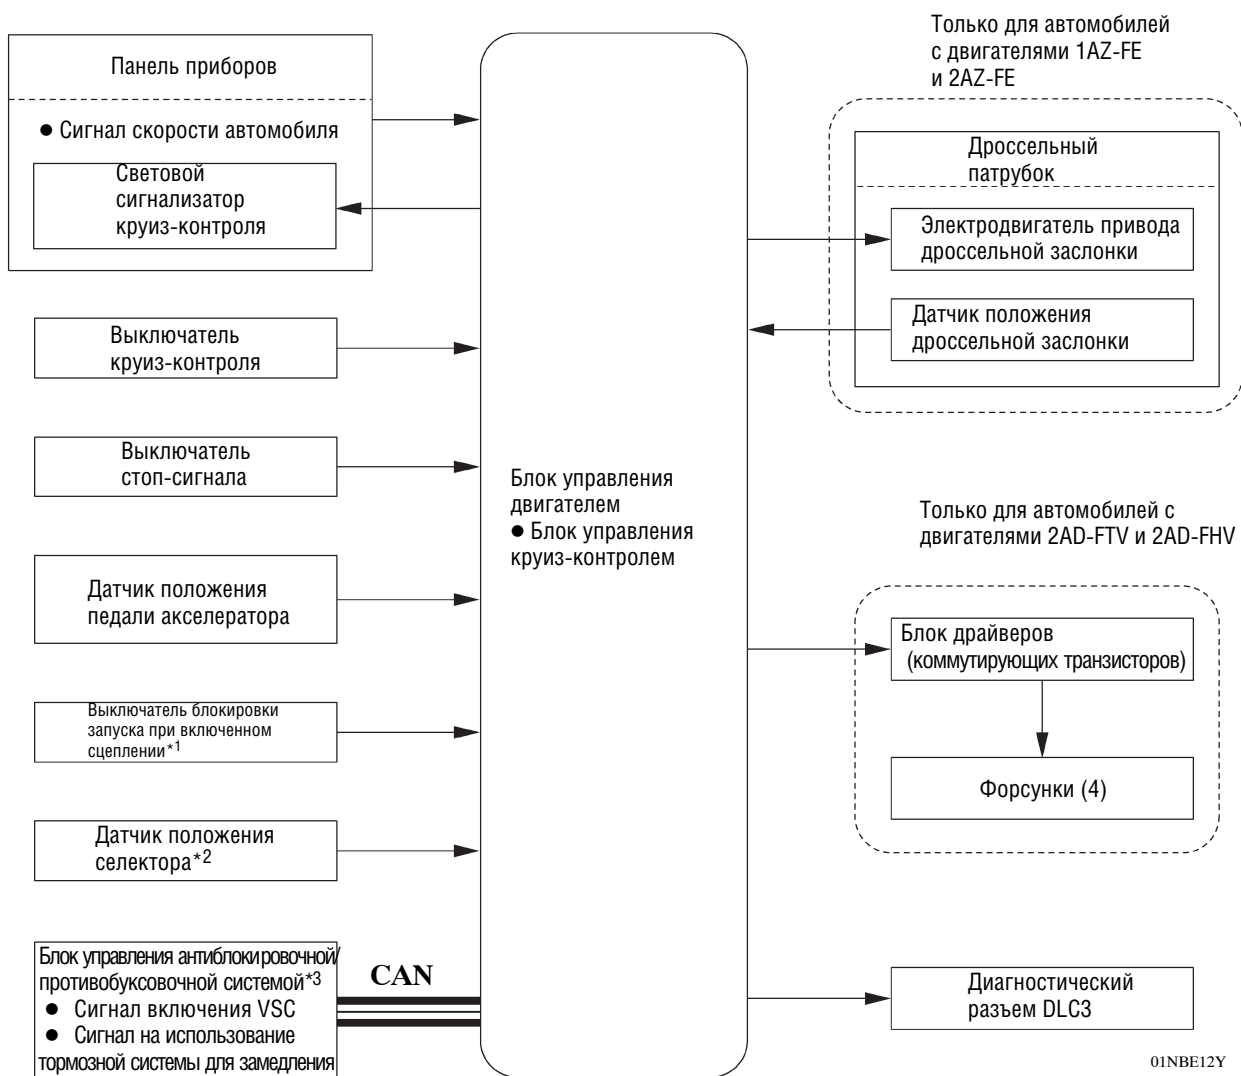 Панель приборов
● Сигнал скорости автомобиля
Световой
сигнализатор
круиз-контроля
Выключатель
круиз-контроля
Выключатель
стоп-сигнала
Датчик положения
педали акселератора
Выключатель блокировки
запуска при включенном
сцеплении*1
Датчик положения
селектора*2
Блок управления антиблокировочной/
противобуксовочной системой*3
● Сигнал включения VSC
● Сигнал на использование
тормозной системы для замедления
CAN
Блок управления
двигателем
● Блок управления
круиз-контролем
Только для автомобилей
с двигателями 1AZ-FE
и 2AZ-FE
Дроссельный
патрубок
Электродвигатель привода
дроссельной заслонки
Датчик положения
дроссельной заслонки
Только для автомобилей с
двигателями 2AD-FTV и 2AD-FHV
Блок драйверов
(коммутирующих транзисторов)
Форсунки (4)
Диагностический
разъем DLC3
01NBE12Y